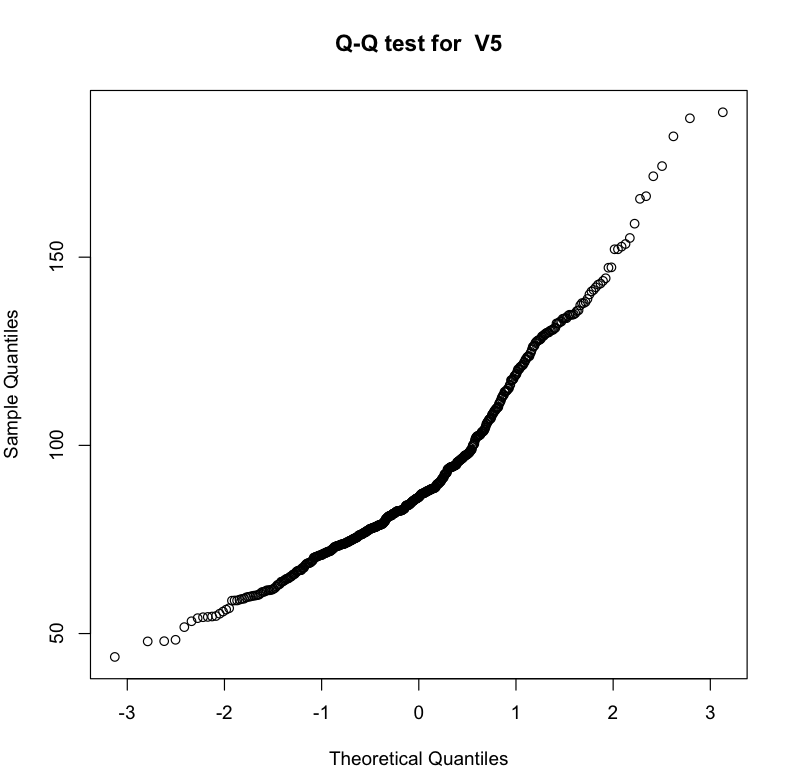 Q-Q test for  V5
Sample Quantiles
150
100
50
-3 -2 -1 0 1 2 3
Theoretical Quantiles